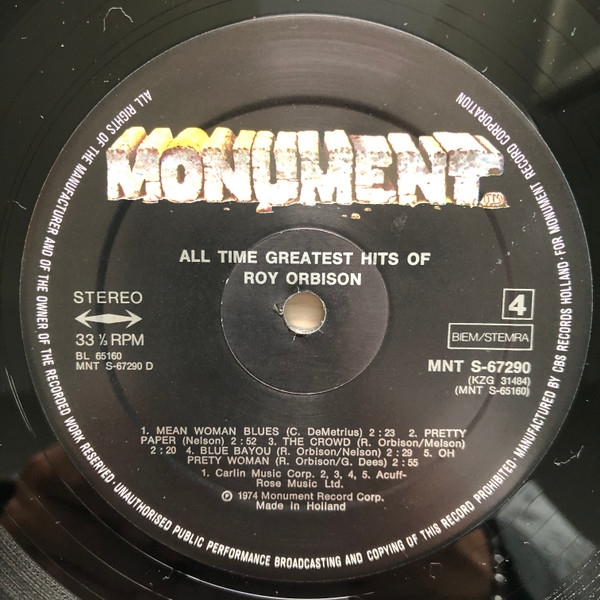 MONUMENT
ALL TIME GREATEST HITS OF
ROY ORBISON
STEREO
33 ⅓ RPM
BL 65160
MNT S-67290 D
4
BIEM/STEMRA
MNT S-67290
(KZG 31484)
(MNT S-65160)
1. MEAN WOMAN BLUES (C. DeMetrius) 2 : 23 2. PRETTY
PAPER (Nelson) 2 : 52 3. THE CROWD (R. Orbison/Melson)
2 : 20 4. BLUE BAYOU (R. Orbison/Nelson) 2 : 29 5. OH
PRETY WOMAN (R. Orbison/G. Dees) 2 : 55
1. Carlin Music Corp. 2, 3, 4, 5. Acuff-
Rose Music Ltd.
℗ 1974 Monument Record Corp.
Made in Holland
ALL RIGHTS OF THE MANUFACTURER AND OF THE OWNER OF THE RECORDED WORK RESERVED · UNAUTHORISED PUBLIC PERFORMANCE BROADCASTING AND COPYING OF THIS RECORD PROHIBITED · MANUFACTURED BY CBS RECORDS HOLLAND · FOR MONUMENT RECORD CORPORATION